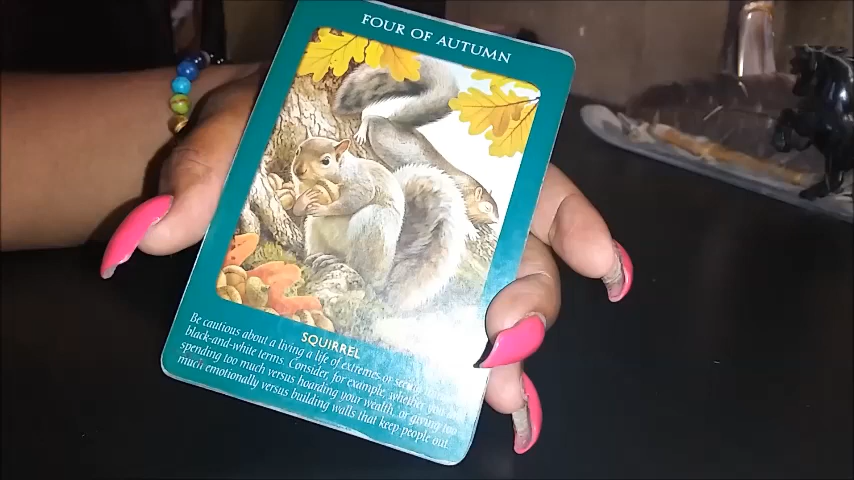 FOUR OF AUTUMN
SQUIRREL
Be cautious about a living a life of extremes or
black-and-white terms. Consider, for example, whether you
spending too much versus hoarding your wealth, or giving too
much emotionally versus building walls that keep people out.